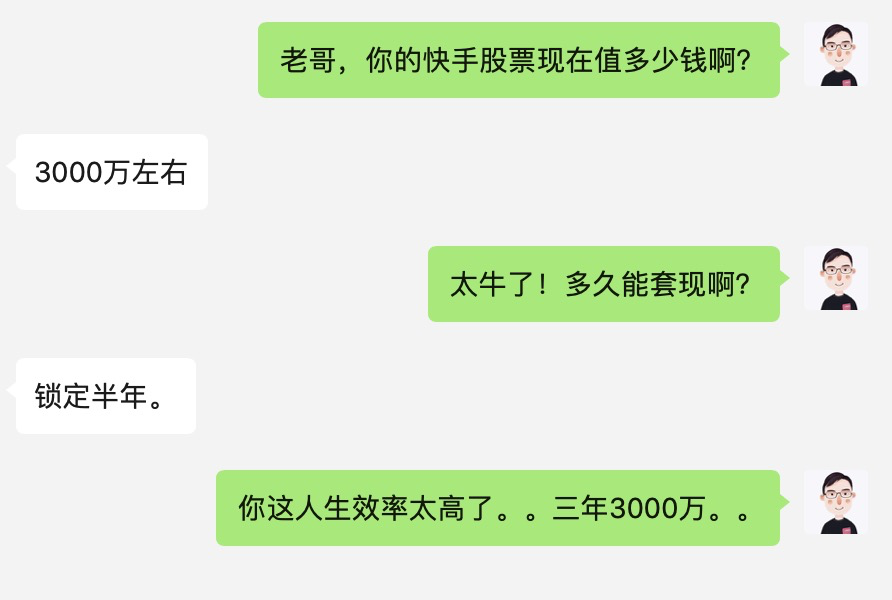 老哥，你的快手股票现在值多少钱啊？
3000万左右
太牛了！多久能套现啊？
锁定半年。
你这人生效率太高了。。三年3000万。。